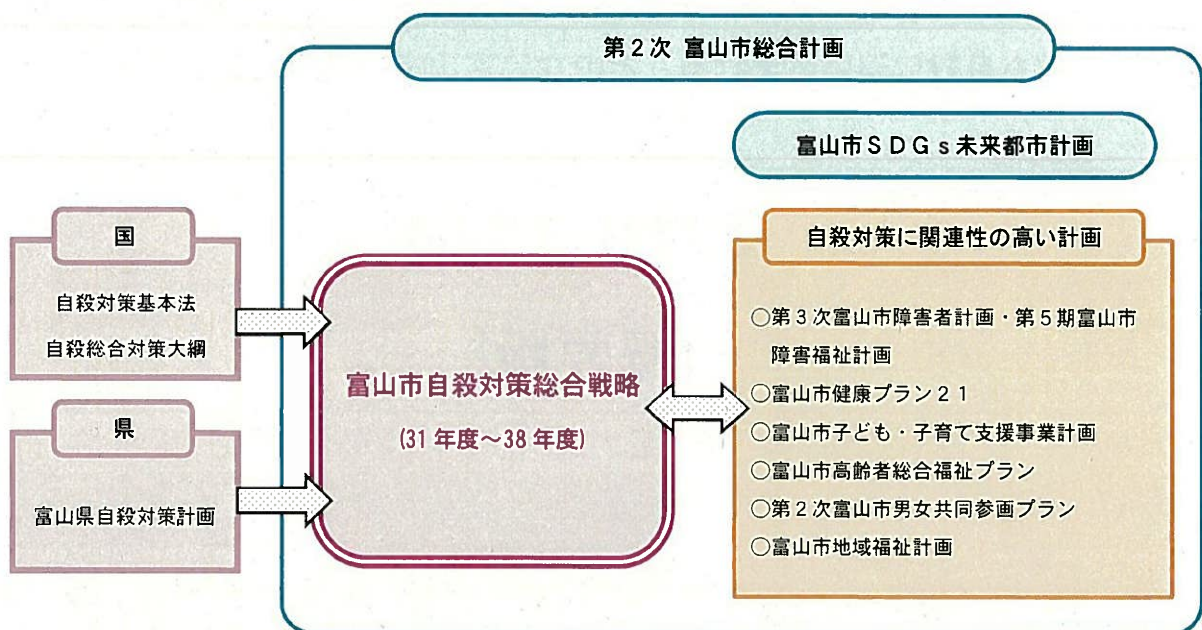 第２次 富山市総合計画
富山市ＳＤＧｓ未来都市計画
国
自殺対策基本法
自殺総合対策大綱
県
富山県自殺対策計画
富山市自殺対策総合戦略
(31年度～38年度)
自殺対策に関連性の高い計画
○第３次富山市障害者計画・第５期富山市
障害福祉計画
○富山市健康プラン２１
○富山市子ども・子育て支援事業計画
○富山市高齢者総合福祉プラン
○第２次富山市男女共同参画プラン
○富山市地域福祉計画